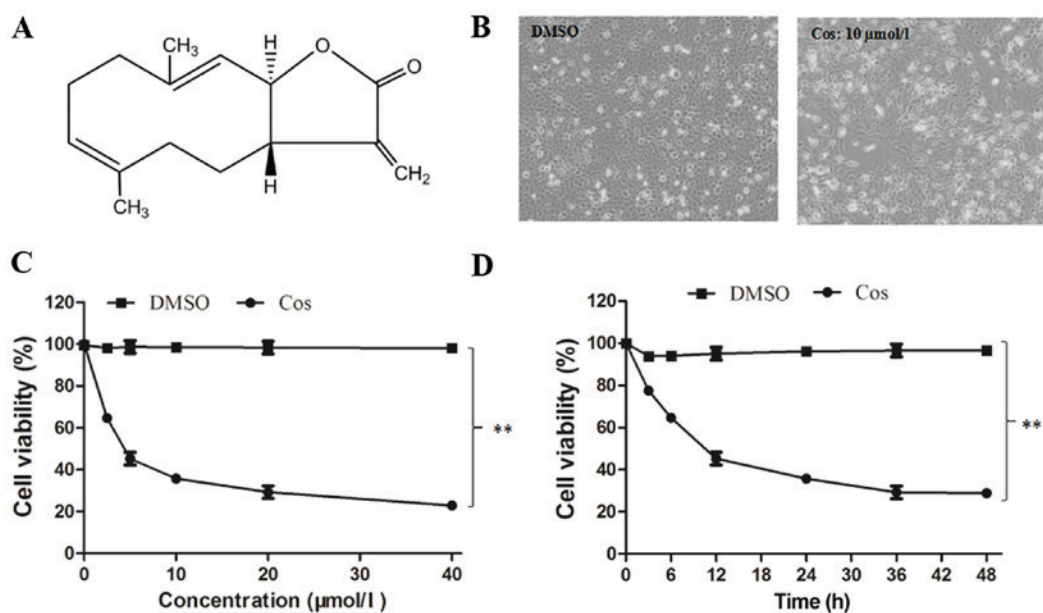 A
CH3
H
O
O
H
CH2
CH3
B
DMSO
Cos: 10 μmol/l
C
DMSO Cos
120
100
80
60
40
20
0
Cell viability (%)
**
0 10 20 30 40
Concentration (μmol/l )
D
DMSO Cos
120
100
80
60
40
20
0
Cell viability (%)
**
0 6 12 18 24 30 36 42 48
Time (h)